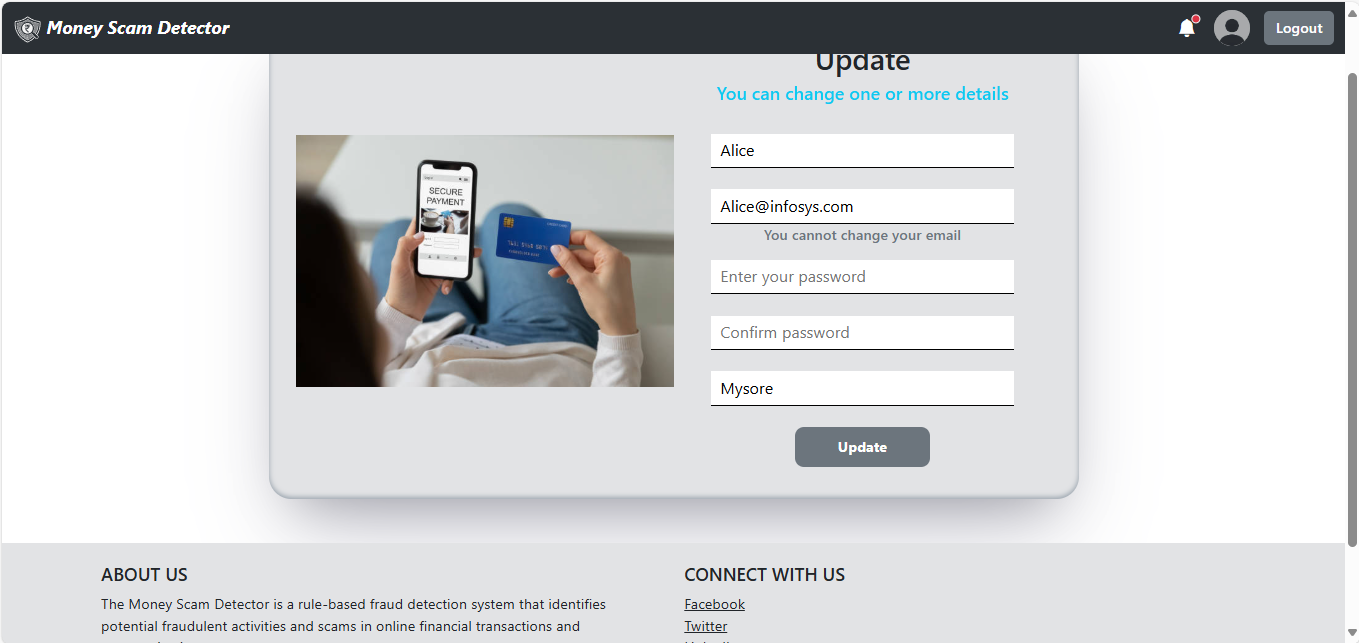 Money Scam Detector
Logout
Update
You can change one or more details
SECURE
PAYMENT
Alice
Alice@infosys.com
You cannot change your email
Enter your password
Confirm password
Mysore
Update
ABOUT US
The Money Scam Detector is a rule-based fraud detection system that identifies
potential fraudulent activities and scams in online financial transactions and
CONNECT WITH US
Facebook
Twitter